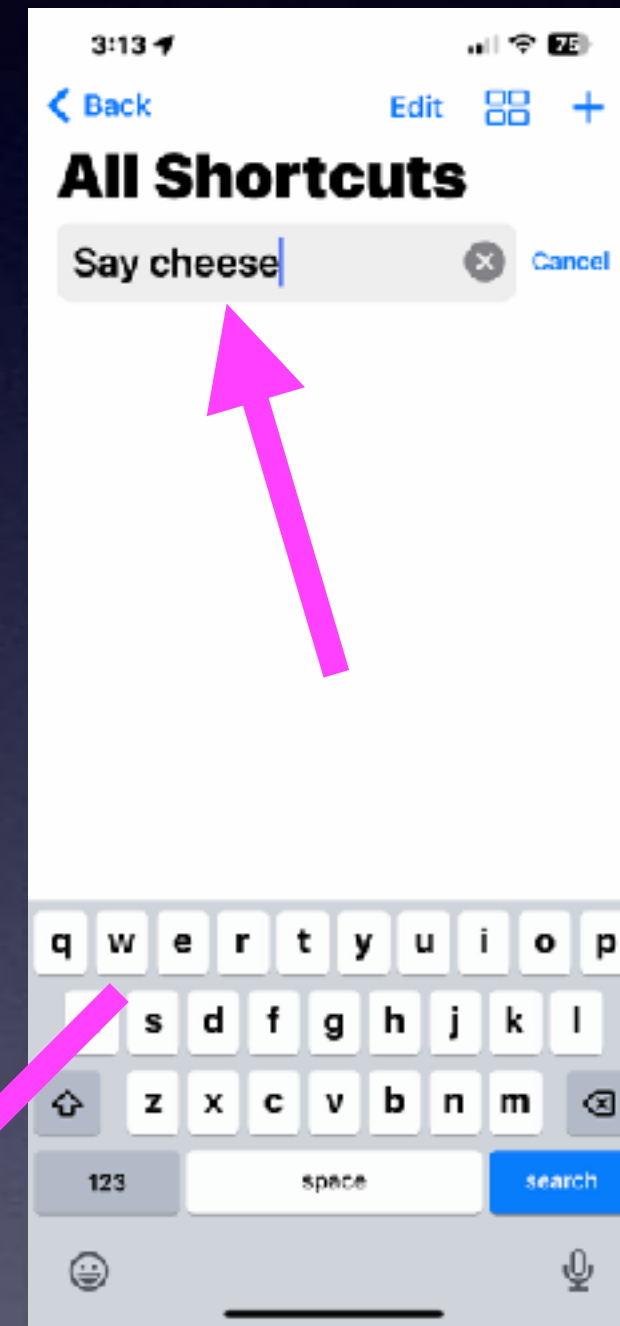 3:13
75
Back
Edit
All Shortcuts
Say cheese
Cancel
q w e r t y u i o p
s d f g h j k l
z x c v b n m
123
space
search